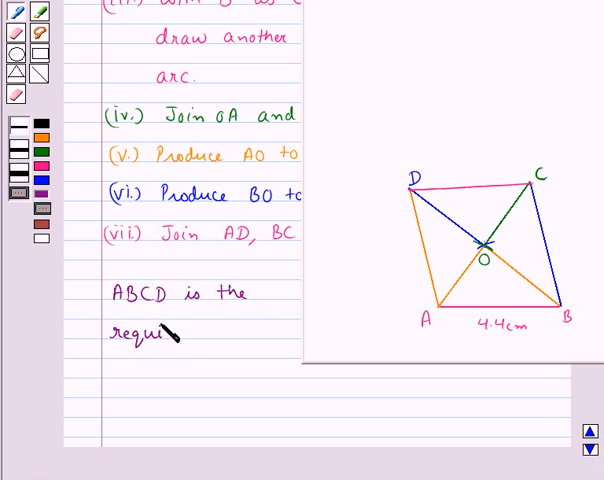 draw another
arc.
(iv.) Join OA and
(v.) Produce AO to
(vi.) Produce BO to
(vii.) Join AD, BC
ABCD is the
requi
D
C
O
A
4.4cm
B